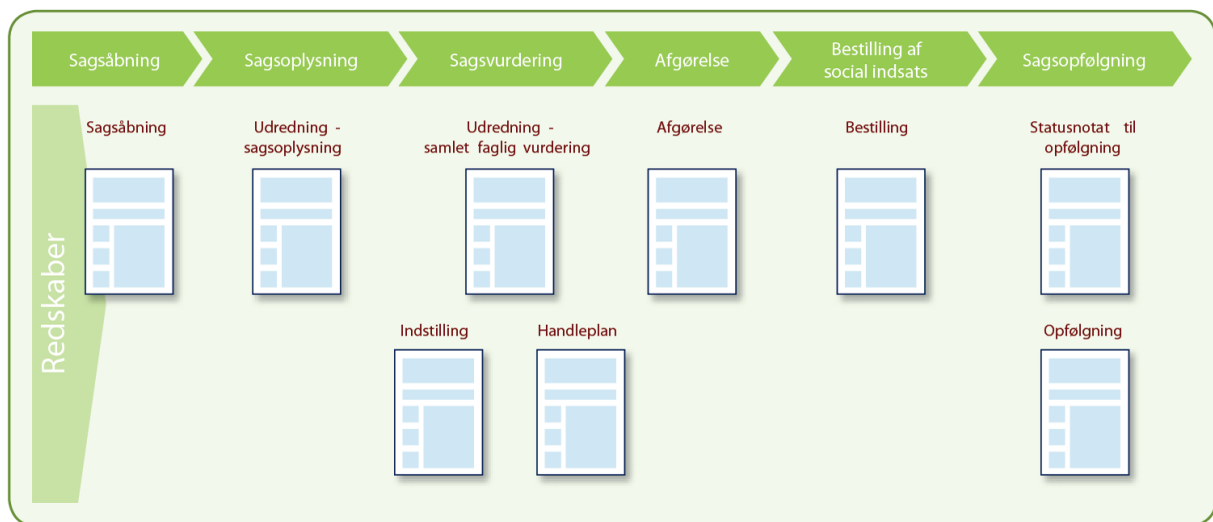 Sagsåbning
Sagsoplysning
Sagsvurdering
Afgørelse
Bestilling af
social indsats
Sagsopfølgning
Redskaber
Sagsåbning
Udredning -
sagsoplysning
Udredning -
samlet faglig vurdering
Afgørelse
Bestilling
Statusnotat til
opfølgning
Indstilling
Handleplan
Opfølgning